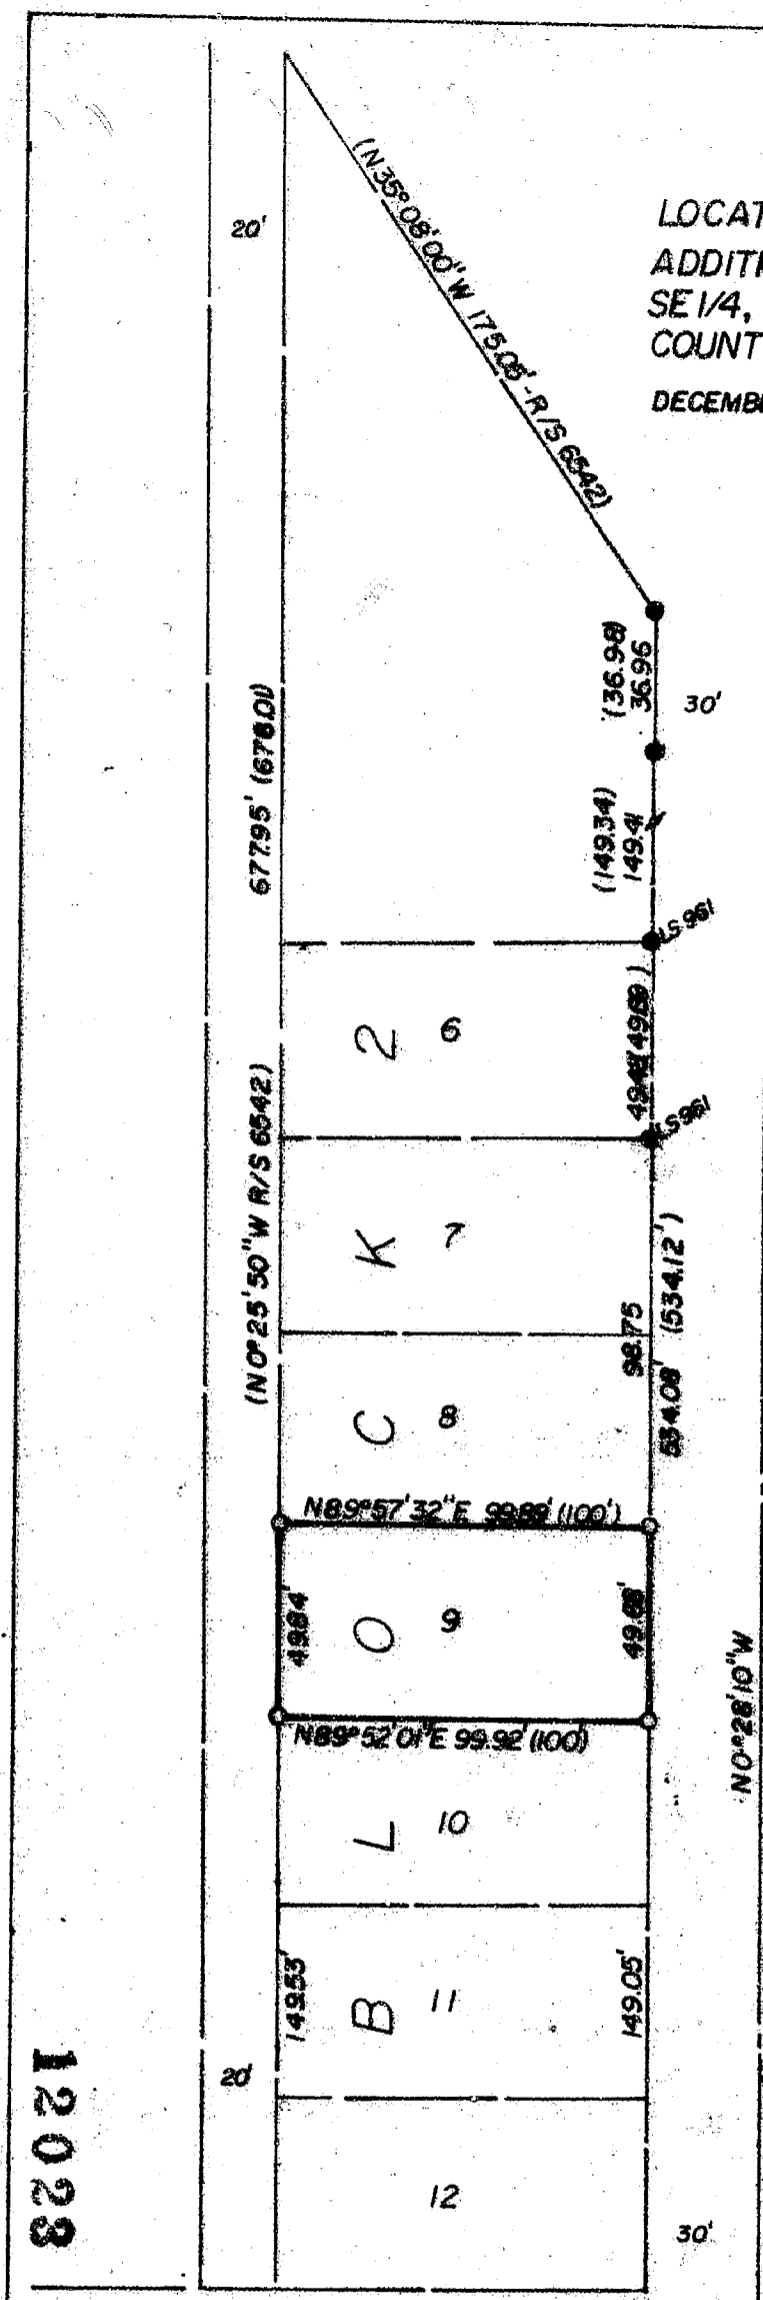 LOCAT
ADDITI
SE 1/4,
COUNT
DECEMBE
20'
(N35°08'00"W 175.05'-R/S 6542)
(36.98)
36.96
30'
677.95' (678.01)
(149.34)
149.41
LS 961
2
6
(49.69)
LS 961
(N0°25'50"W R/S 6542)
K
7
(534.12')
98.75
534.08'
C
8
N89°57'32"E 99.89' (100')
49.84'
O
9
49.68'
N89°52'01"E 99.92' (100')
N0°28'10"W
L
10
149.53'
B
11
149.05'
20'
12
30'
12028